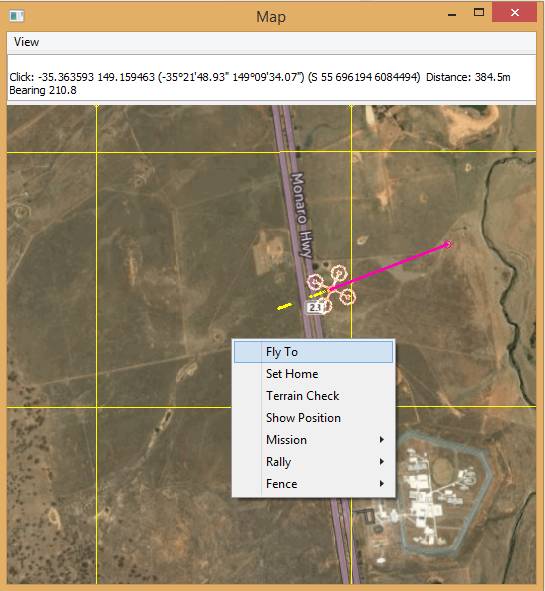 Map
View
Click: -35.363593 149.159463 (-35°21'48.93" 149°09'34.07") (S 55 696194 6084494) Distance: 384.5m
Bearing 210.8
Monaro Hwy
Fly To
Set Home
Terrain Check
Show Position
Mission
Rally
Fence